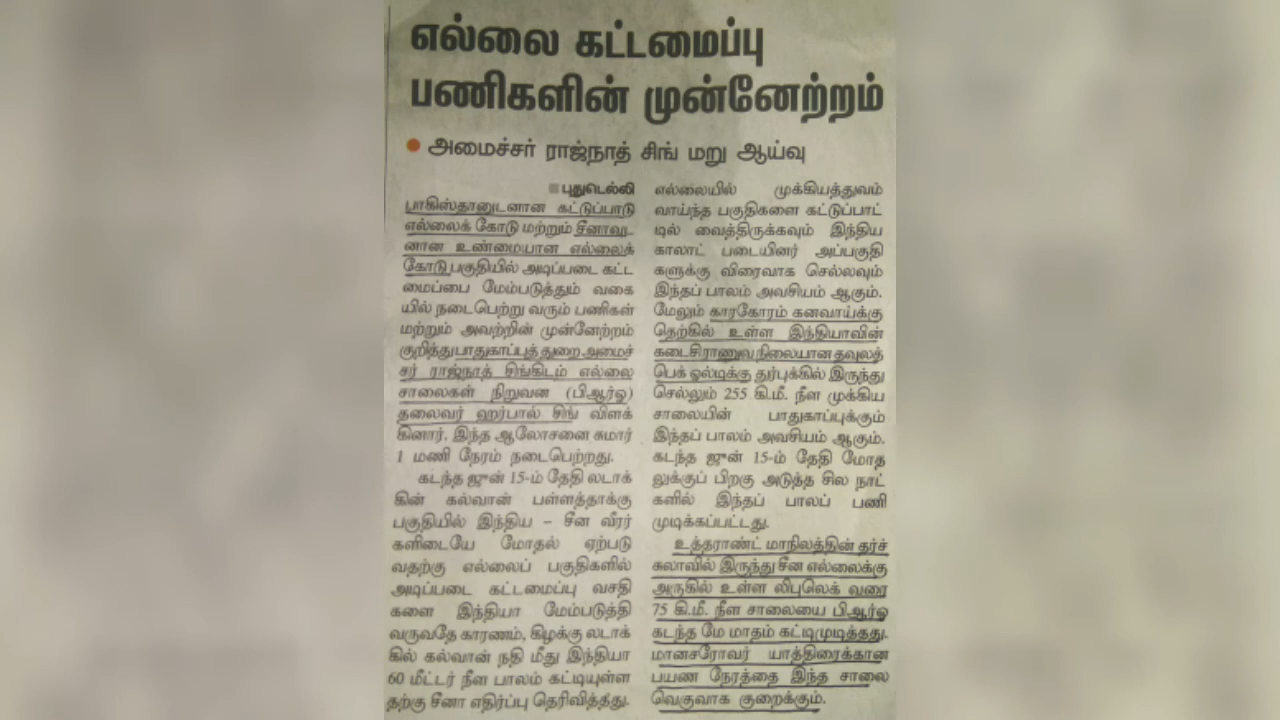 எல்லை கட்டமைப்பு
பணிகளின் முன்னேற்றம்
● அமைச்சர் ராஜ்நாத் சிங் மறு ஆய்வு
■ புதுடெல்லி
பாகிஸ்தானுடனான கட்டுப்பாடு
எல்லைக் கோடு மற்றும் சீனாவுட
னான உண்மையான எல்லைக்
கோடு பகுதியில் அடிப்படை கட்ட
மைப்பை மேம்படுத்தும் வகை
யில் நடைபெற்று வரும் பணிகள்
மற்றும் அவற்றின் முன்னேற்றம்
குறித்து பாதுகாப்புத் துறை அமைச்
சர் ராஜ்நாத் சிங்கிடம் எல்லை
சாலைகள் நிறுவன (பிஆர்ஓ)
தலைவர் ஹர்பால் சிங் விளக்
கினார். இந்த ஆலோசனை சுமார்
1 மணி நேரம் நடைபெற்றது.
கடந்த ஜுன் 15-ம் தேதி லடாக்
கின் கல்வான் பள்ளத்தாக்கு
பகுதியில் இந்திய – சீன வீரர்
களிடையே மோதல் ஏற்படு
வதற்கு எல்லைப் பகுதிகளில்
அடிப்படை கட்டமைப்பு வசதி
களை இந்தியா மேம்படுத்தி
வருவதே காரணம். கிழக்கு லடாக்
கில் கல்வான் நதி மீது இந்தியா
60 மீட்டர் நீள பாலம் கட்டியுள்ள
தற்கு சீனா எதிர்ப்பு தெரிவித்தது.
எல்லையில் முக்கியத்துவம்
வாய்ந்த பகுதிகளை கட்டுப்பாட்
டில் வைத்திருக்கவும் இந்திய
காலாட் படையினர் அப்பகுதி
களுக்கு விரைவாக செல்லவும்
இந்தப் பாலம் அவசியம் ஆகும்.
மேலும் காரகோரம் கனவாய்க்கு
தெற்கில் உள்ள இந்தியாவின்
கடைசி ராணுவ நிலையான தவுலத்
பெக் ஓல்டிக்கு துர்புக்கில் இருந்து
செல்லும் 255 கி.மீ. நீள முக்கிய
சாலையின் பாதுகாப்புக்கும்
இந்தப் பாலம் அவசியம் ஆகும்.
கடந்த ஜுன் 15-ம் தேதி மோத
லுக்குப் பிறகு அடுத்த சில நாட்
களில் இந்தப் பாலப் பணி
முடிக்கப்பட்டது.
உத்தராண்ட் மாநிலத்தின் தர்ச்
சுலாவில் இருந்து சீன எல்லைக்கு
அருகில் உள்ள லிபுலெக் வரை
75 கி.மீ. நீள சாலையை பிஆர்ஓ
கடந்த மே மாதம் கட்டிமுடித்தது.
மானசரோவர் யாத்திரைக்கான
பயண நேரத்தை இந்த சாலை
வெகுவாக குறைக்கும்.